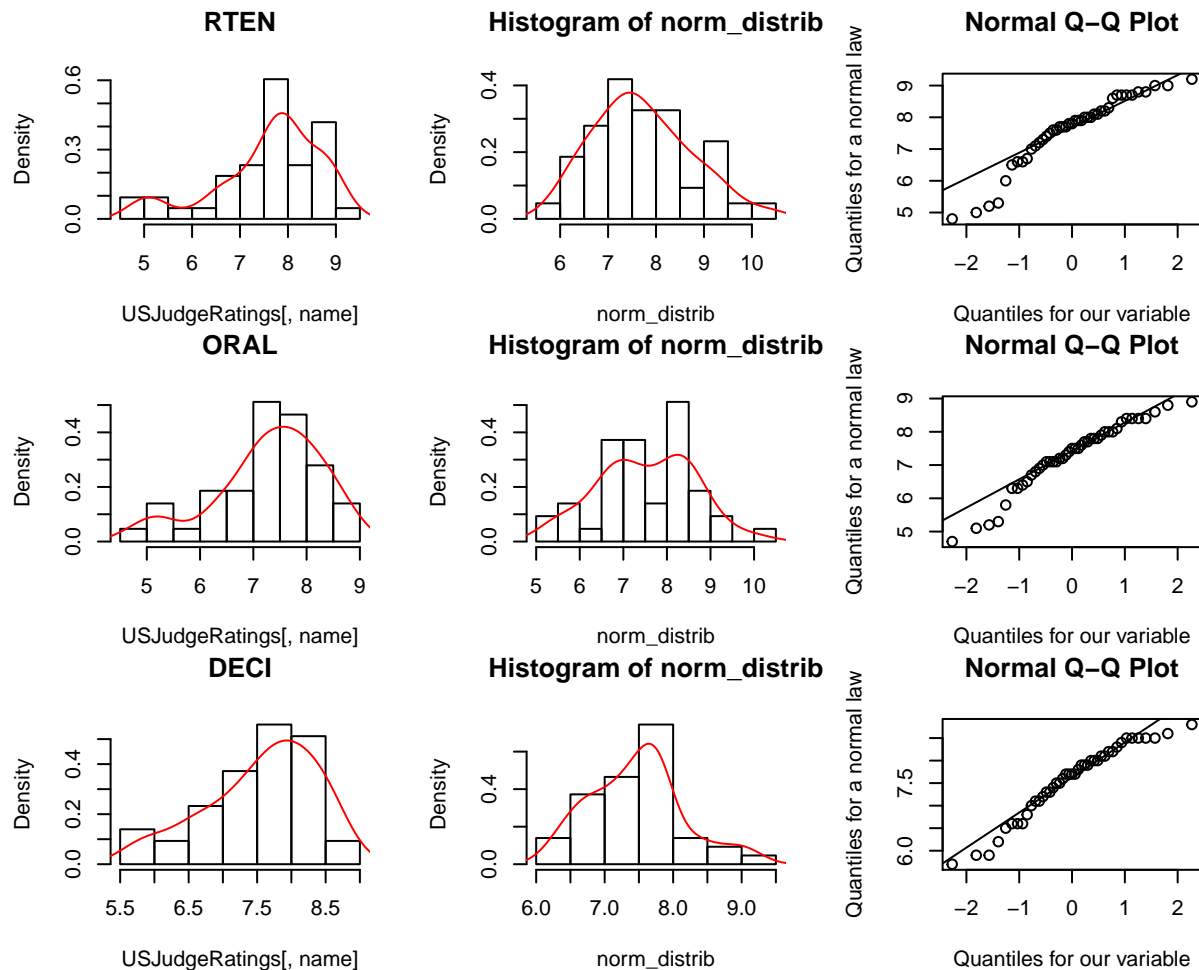 RTEN
Density
0.0 0.3 0.6
5 6 7 8 9
USJudgeRatings[, name]
Histogram of norm_distrib
Density
0.0 0.2 0.4
6 7 8 9 10
norm_distrib
Normal Q−Q Plot
Quantiles for a normal law
5 6 7 8 9
−2 −1 0 1 2
Quantiles for our variable
ORAL
Density
0.0 0.2 0.4
5 6 7 8 9
USJudgeRatings[, name]
Histogram of norm_distrib
Density
0.0 0.2 0.4
5 6 7 8 9 10
norm_distrib
Normal Q−Q Plot
Quantiles for a normal law
5 6 7 8 9
−2 −1 0 1 2
Quantiles for our variable
DECI
Density
0.0 0.2 0.4
5.5 6.5 7.5 8.5
USJudgeRatings[, name]
Histogram of norm_distrib
Density
0.0 0.4
6.0 7.0 8.0 9.0
norm_distrib
Normal Q−Q Plot
Quantiles for a normal law
6.0 7.5
−2 −1 0 1 2
Quantiles for our variable